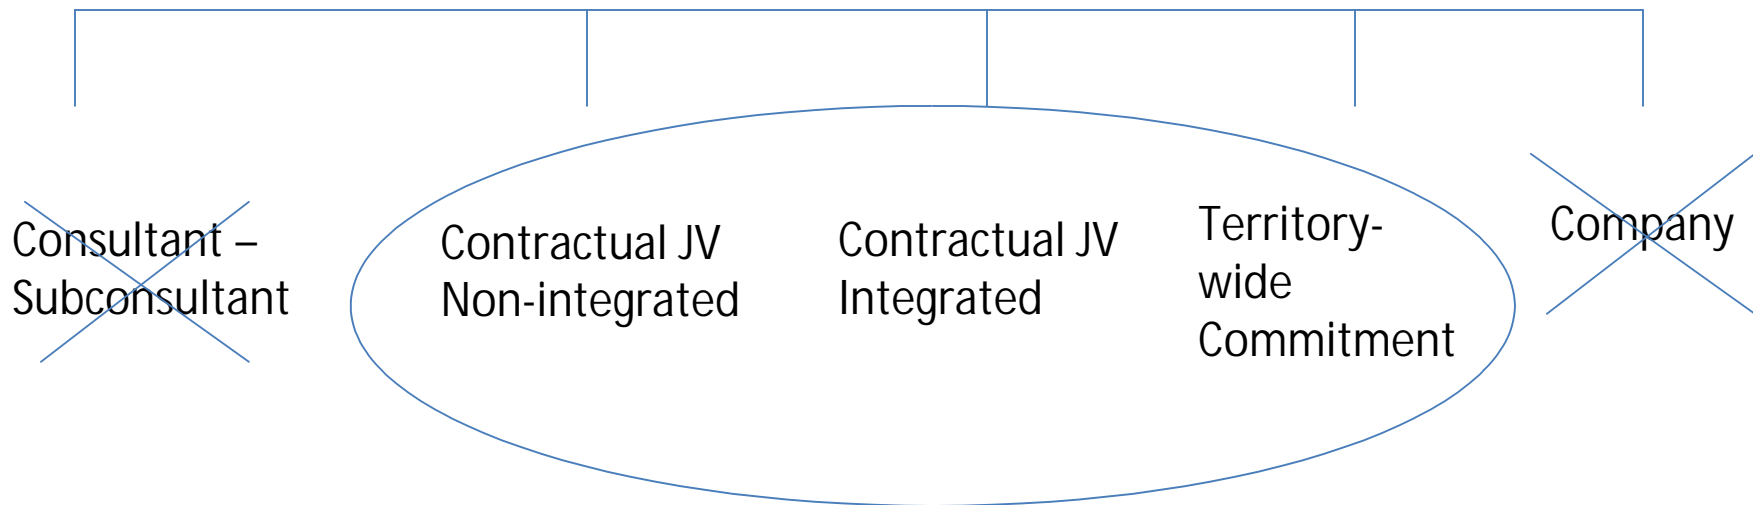 Consultant –
Subconsultant
Contractual JV
Non-integrated
Contractual JV
Integrated
Territory-
wide
Commitment
Company